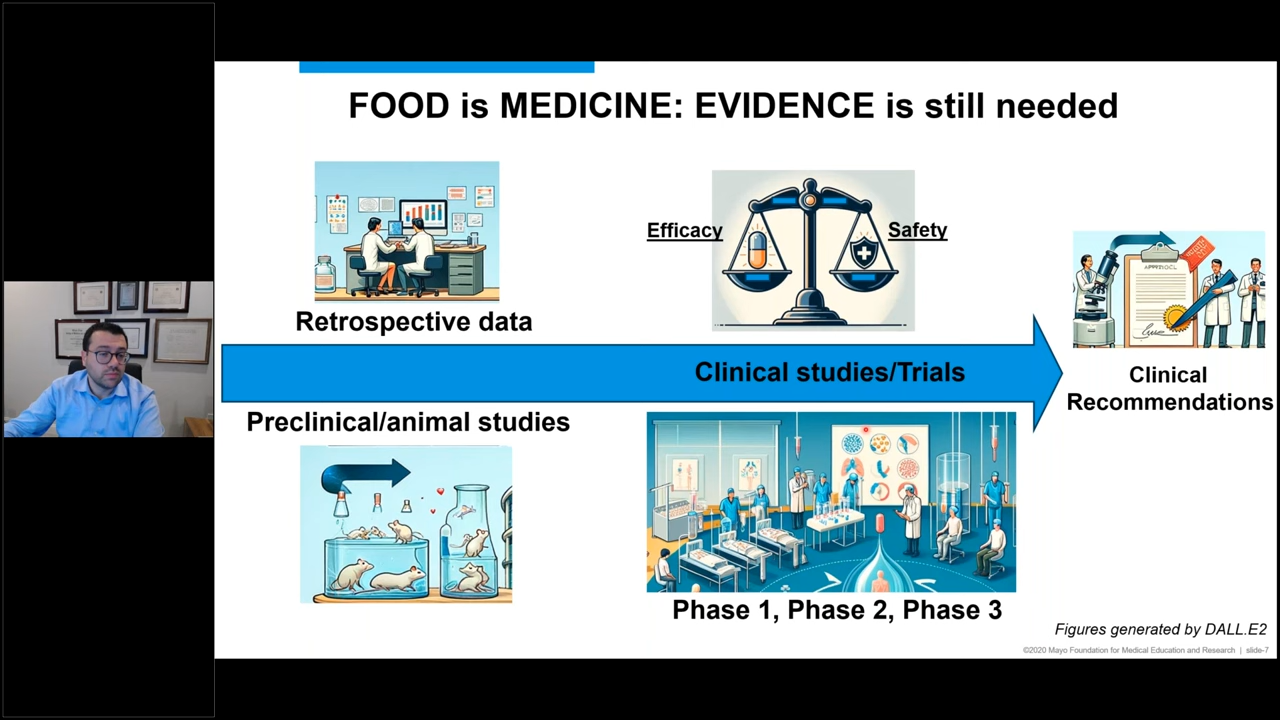 FOOD is MEDICINE: EVIDENCE is still needed
Efficacy
Safety
Retrospective data
Clinical studies/Trials
Clinical
Recommendations
Preclinical/animal studies
Phase 1, Phase 2, Phase 3
Figures generated by DALL.E2
©2020 Mayo Foundation for Medical Education and Research | slide-7